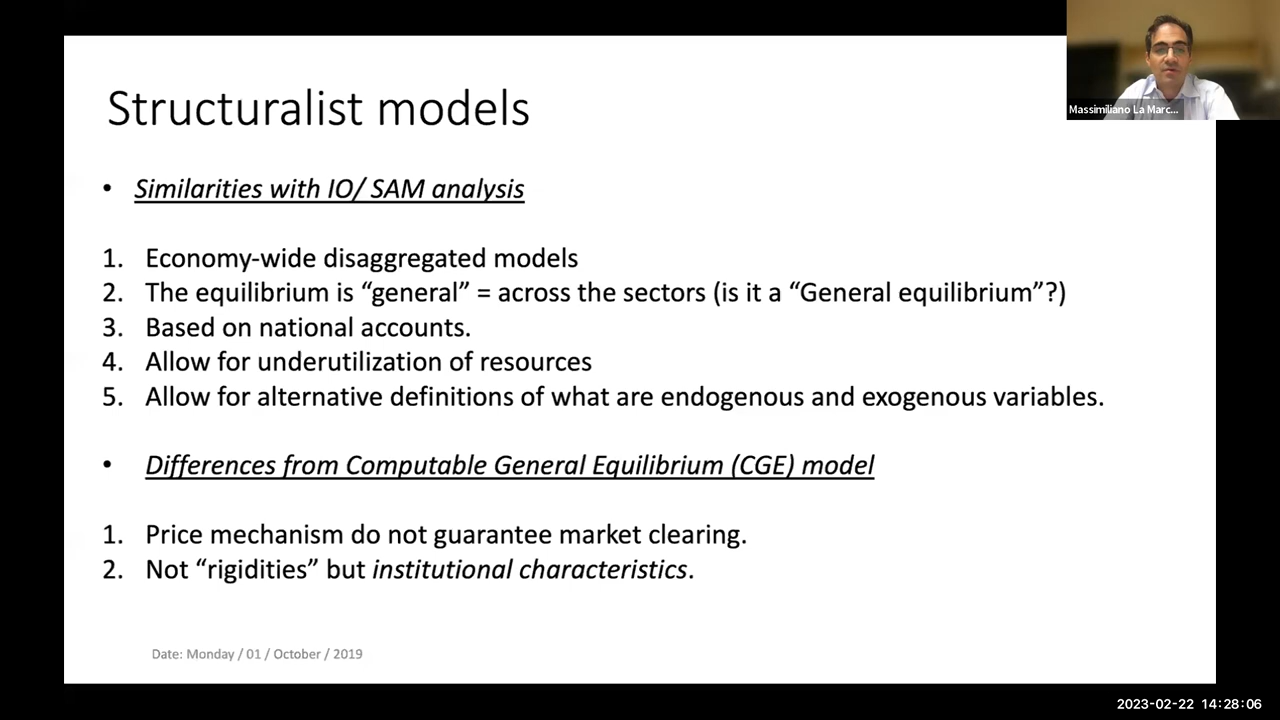 Structuralist models
Massimiliano La Marc...
• Similarities with IO/ SAM analysis
1. Economy-wide disaggregated models
2. The equilibrium is “general” = across the sectors (is it a “General equilibrium”?)
3. Based on national accounts.
4. Allow for underutilization of resources
5. Allow for alternative definitions of what are endogenous and exogenous variables.
• Differences from Computable General Equilibrium (CGE) model
1. Price mechanism do not guarantee market clearing.
2. Not “rigidities” but institutional characteristics.
Date: Monday / 01 / October / 2019
2023-02-22 14:28:06